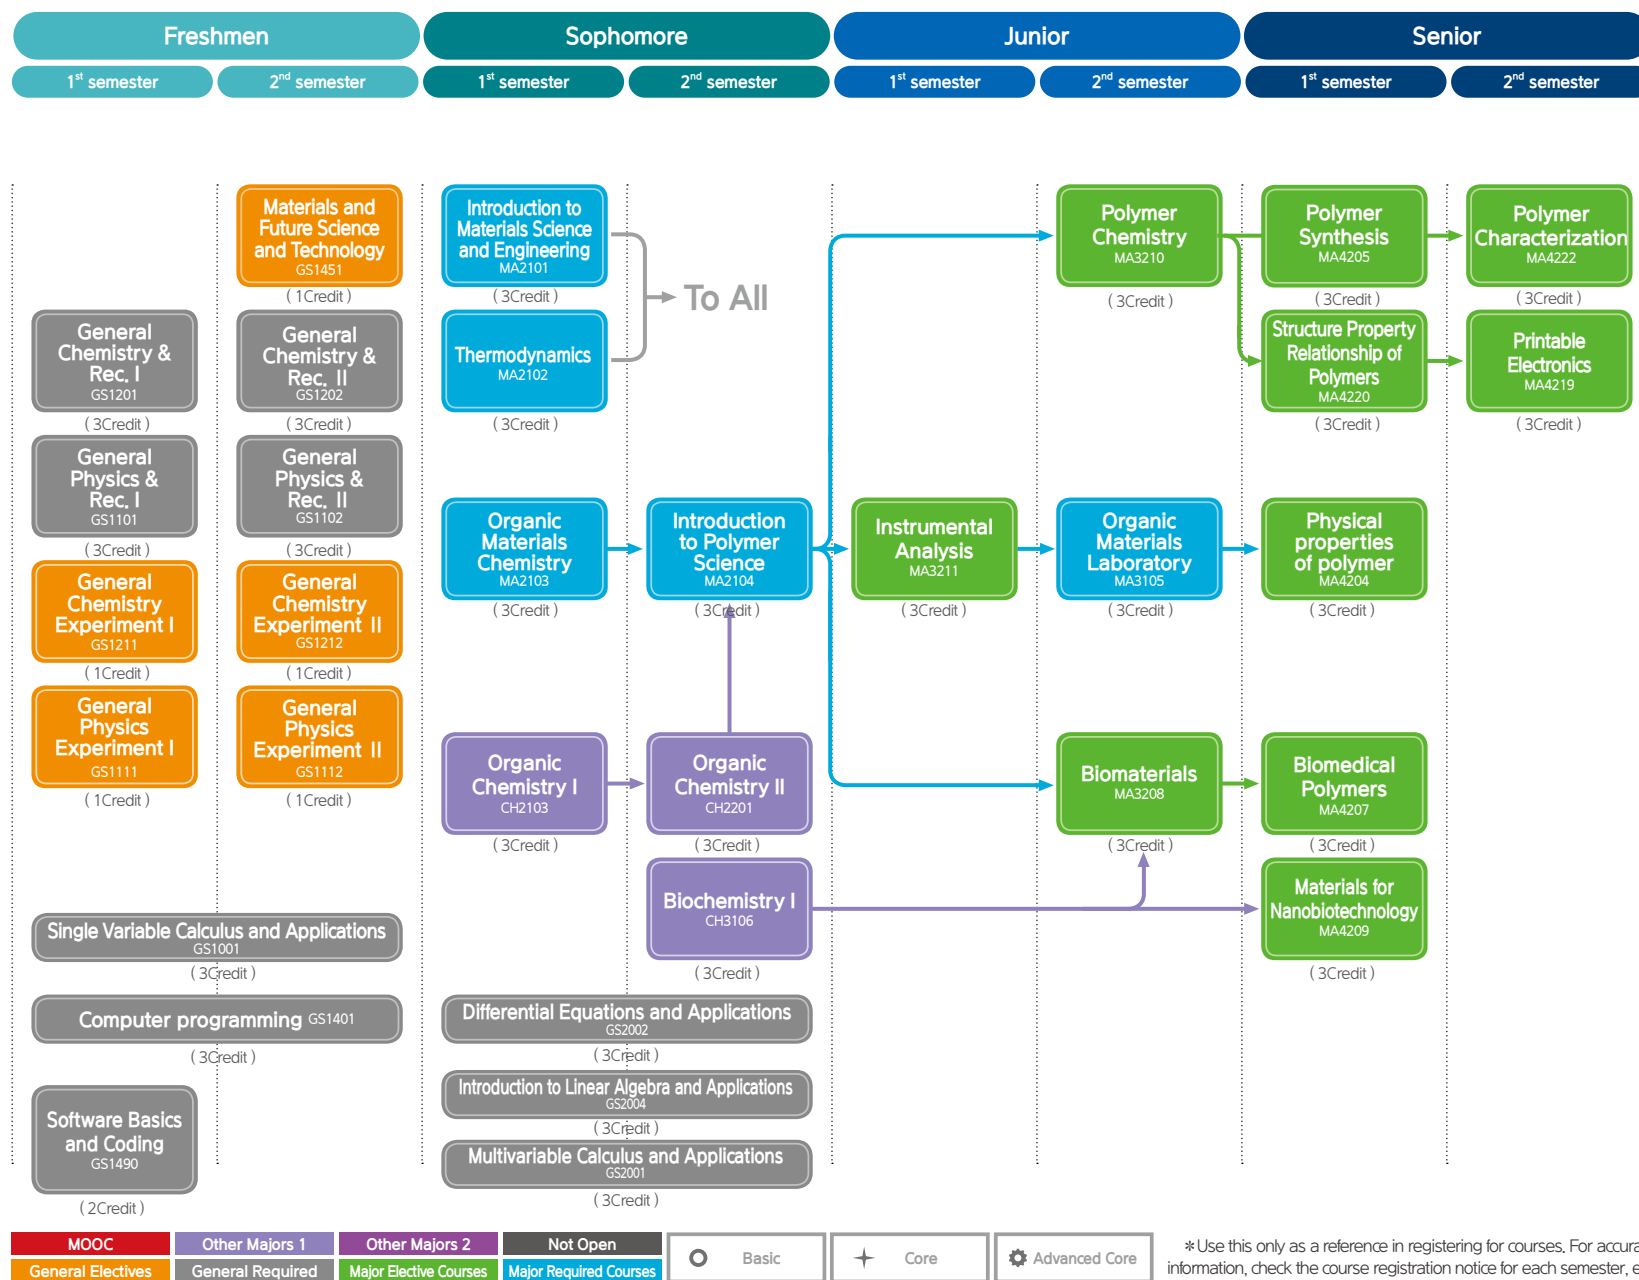 Freshmen
Sophomore
Junior
Senior
1st semester
2nd semester
1st semester
2nd semester
1st semester
2nd semester
1st semester
2nd semester
Materials and
Future Science
and Technology
GS1451
( 1Credit )
Introduction to
Materials Science
and Engineering
MA2101
( 3Credit )
To All
Polymer
Chemistry
MA3210
( 3Credit )
Polymer
Synthesis
MA4205
( 3Credit )
Polymer
Characterization
MA4222
( 3Credit )
General
Chemistry &
Rec. I
GS1201
( 3Credit )
General
Chemistry &
Rec. II
GS1202
( 3Credit )
Thermodynamics
MA2102
( 3Credit )
Structure Property
Relationship of
Polymers
MA4220
( 3Credit )
Printable
Electronics
MA4219
( 3Credit )
General
Physics &
Rec. I
GS1101
( 3Credit )
General
Physics &
Rec. II
GS1102
( 3Credit )
Organic
Materials
Chemistry
MA2103
( 3Credit )
Introduction
to Polymer
Science
MA2104
( 3Credit )
Instrumental
Analysis
MA3211
( 3Credit )
Organic
Materials
Laboratory
MA3105
( 3Credit )
Physical
properties
of polymer
MA4204
( 3Credit )
General
Chemistry
Experiment I
GS1211
( 1Credit )
General
Chemistry
Experiment II
GS1212
( 1Credit )
General
Physics
Experiment I
GS1111
( 1Credit )
General
Physics
Experiment II
GS1112
( 1Credit )
Organic
Chemistry I
CH2103
( 3Credit )
Organic
Chemistry II
CH2201
( 3Credit )
Biomaterials
MA3208
( 3Credit )
Biomedical
Polymers
MA4207
( 3Credit )
Biochemistry I
CH3106
( 3Credit )
Materials for
Nanobiotechnology
MA4209
( 3Credit )
Single Variable Calculus and Applications
GS1001
( 3Credit )
Computer programming GS1401
( 3Credit )
Differential Equations and Applications
GS2002
( 3Credit )
Introduction to Linear Algebra and Applications
GS2004
( 3Credit )
Software Basics
and Coding
GS1490
( 2Credit )
Multivariable Calculus and Applications
GS2001
( 3Credit )
MOOC
Other Majors 1
Other Majors 2
Not Open
General Electives
General Required
Major Elective Courses
Major Required Courses
Basic
Core
Advanced Core
*Use this only as a reference in registering for courses. For accura
information, check the course registration notice for each semester, e